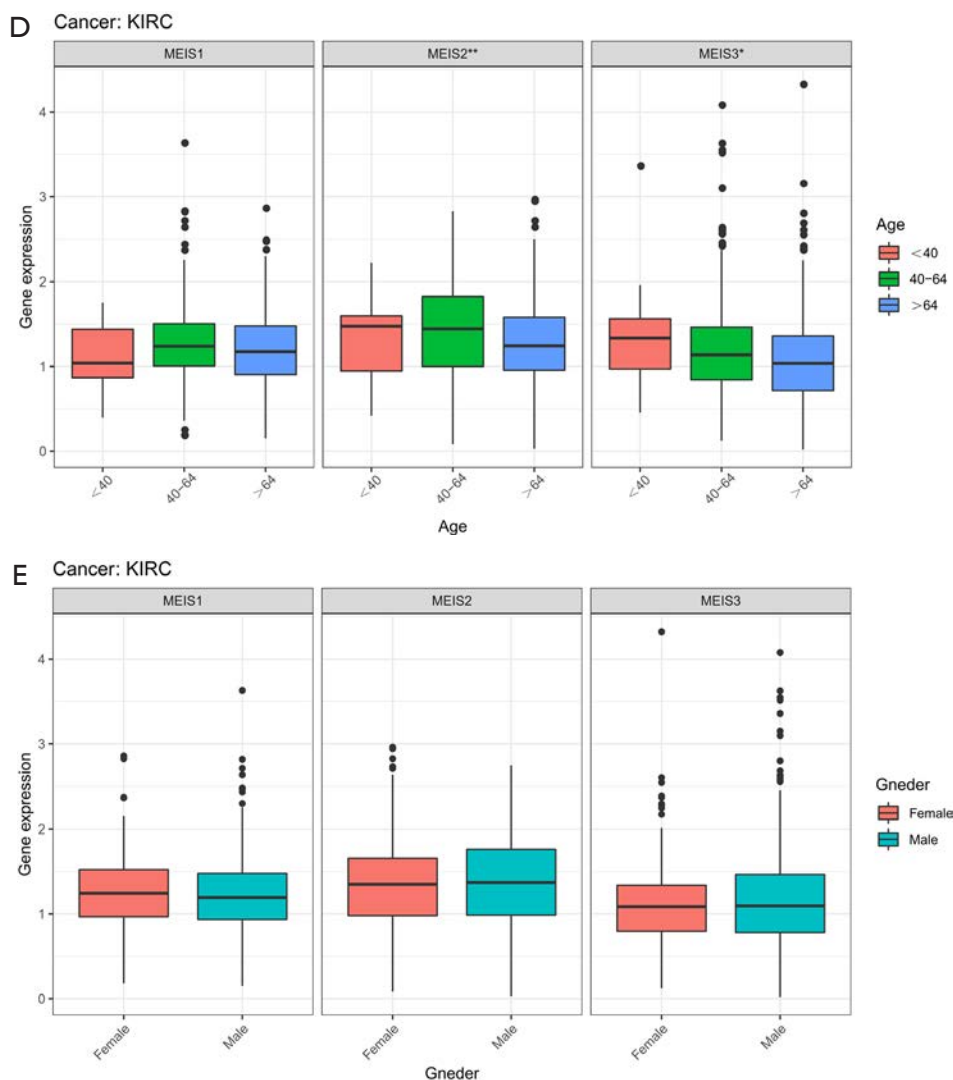 D
Cancer: KIRC
MEIS1
MEIS2**
MEIS3*
4
3
2
1
0
Gene expression
<40
40-64
>64
<40
40-64
>64
<40
40-64
>64
Age
Age
<40
40-64
>64
E
Cancer: KIRC
MEIS1
MEIS2
MEIS3
4
3
2
1
0
Gene expression
Female
Male
Female
Male
Female
Male
Gneder
Gneder
Female
Male